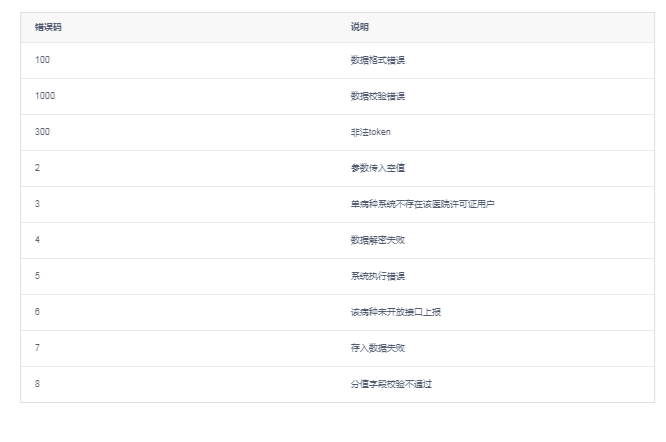 错误码 说明
100 数据格式错误
1000 数据校验错误
300 非法token
2 参数传入空值
3 单病种系统不存在该医院许可证用户
4 数据解密失败
5 系统执行错误
6 该病种未开放接口上报
7 存入数据失败
8 分值字段校验不通过